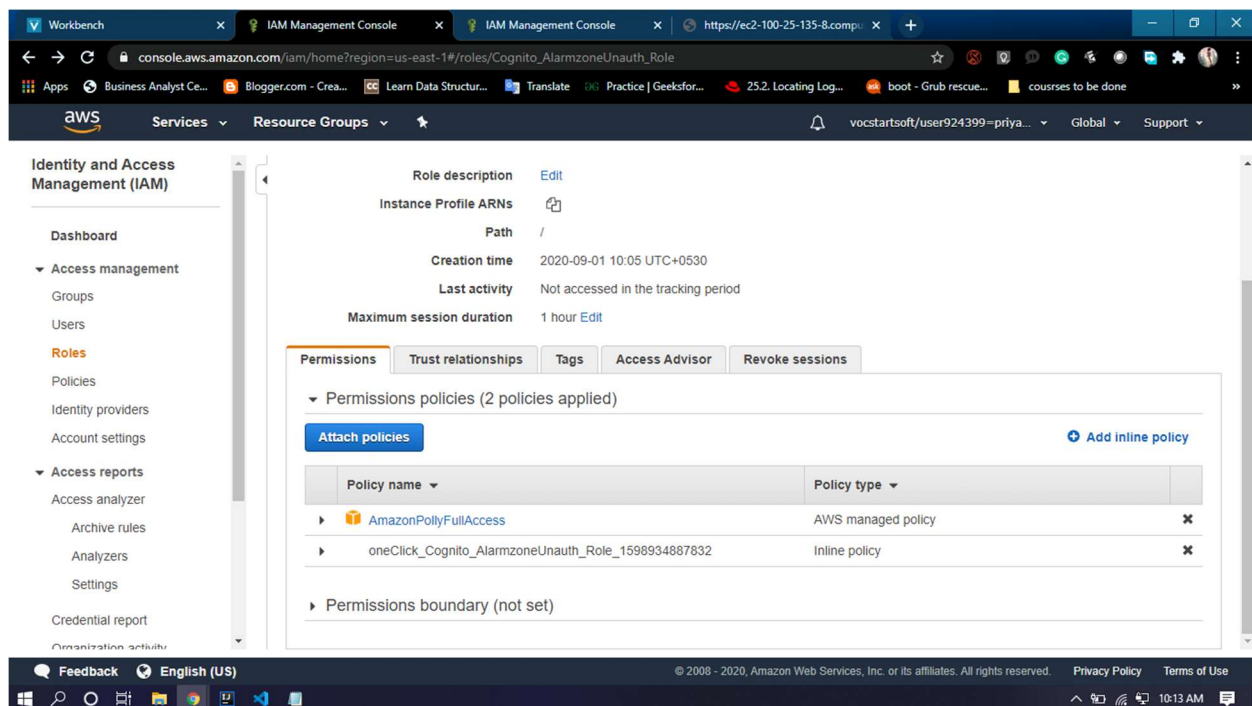 Workbench
IAM Management Console
IAM Management Console
https://ec2-100-25-135-8.compu
console.aws.amazon.com/iam/home?region=us-east-1#/roles/Cognito_AlarmzoneUnauth_Role
Apps Business Analyst Ce... Blogger.com - Crea... Learn Data Structur... Translate Practice | Geeksfor... 25.2. Locating Log... boot - Grub rescue... cousrses to be done »
aws Services Resource Groups vocstartsoft/user924399=priya... Global Support
Identity and Access
Management (IAM)
Dashboard
Access management
Groups
Users
Roles
Policies
Identity providers
Account settings
Access reports
Access analyzer
Archive rules
Analyzers
Settings
Credential report
Organization activity
Role description Edit
Instance Profile ARNs
Path /
Creation time 2020-09-01 10:05 UTC+0530
Last activity Not accessed in the tracking period
Maximum session duration 1 hour Edit
Permissions Trust relationships Tags Access Advisor Revoke sessions
Permissions policies (2 policies applied)
Attach policies Add inline policy
Policy name Policy type
AmazonPollyFullAccess AWS managed policy
oneClick_Cognito_AlarmzoneUnauth_Role_1598934887832 Inline policy
Permissions boundary (not set)
Feedback English (US) © 2008 - 2020, Amazon Web Services, Inc. or its affiliates. All rights reserved. Privacy Policy Terms of Use
10:13 AM